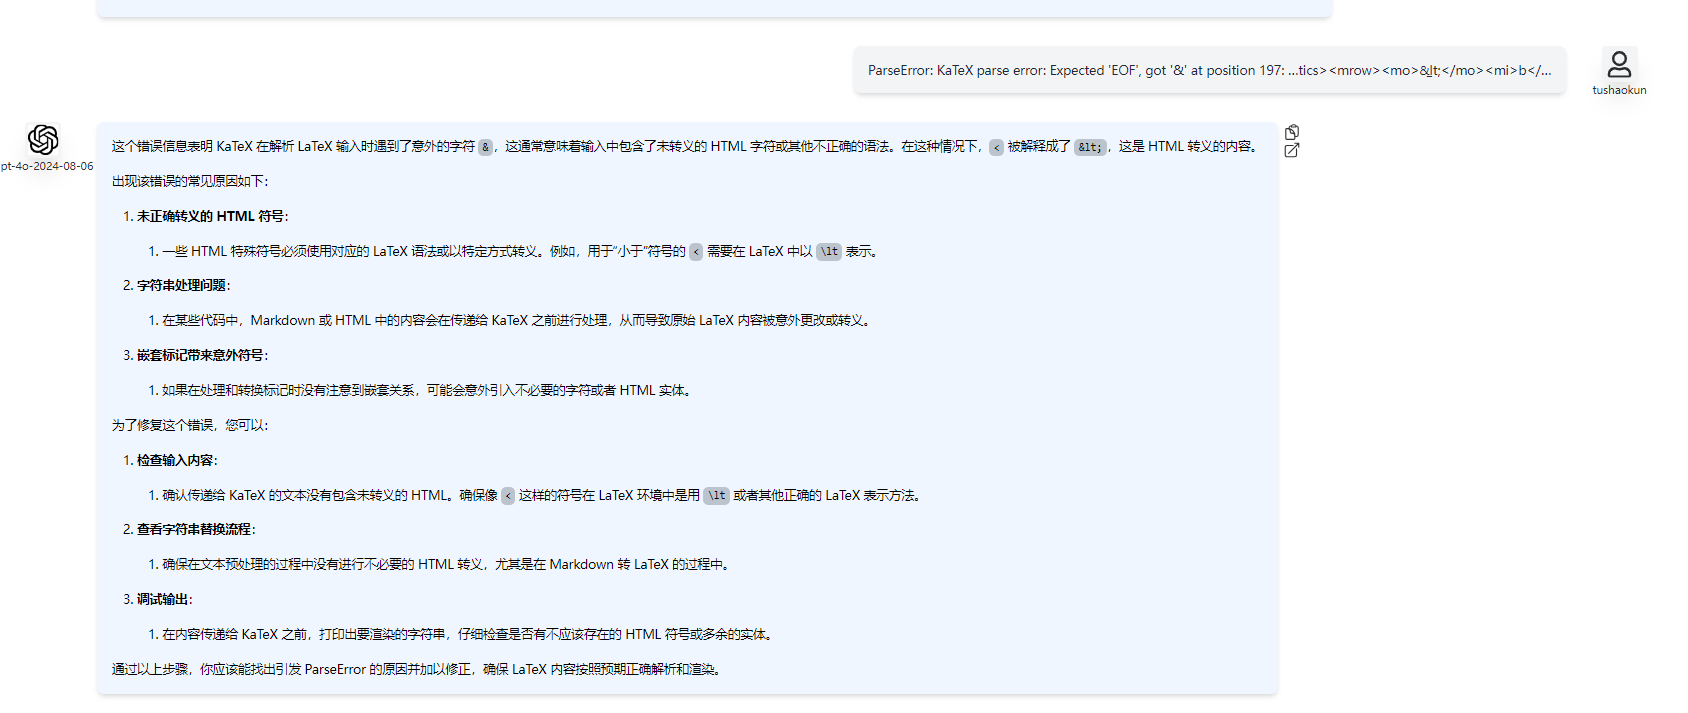 ParseError: KaTeX parse error: Expected 'EOF', got '&' at position 197: …tics><mrow><mo>&lt;</mo><mi>b</…
tushaokun
pt-4o-2024-08-06
这个错误信息表明 KaTeX 在解析 LaTeX 输入时遇到了意外的字符 &，这通常意味着输入中包含了未转义的 HTML 字符或其他不正确的语法。在这种情况下，< 被解释成了 &lt;，这是 HTML 转义的内容。
出现该错误的常见原因如下：
1. 未正确转义的 HTML 符号：
1. 一些 HTML 特殊符号必须使用对应的 LaTeX 语法或以特定方式转义。例如，用于“小于”符号的 < 需要在 LaTeX 中以 \lt 表示。
2. 字符串处理问题：
1. 在某些代码中，Markdown 或 HTML 中的内容会在传递给 KaTeX 之前进行处理，从而导致原始 LaTeX 内容被意外更改或转义。
3. 嵌套标记带来意外符号：
1. 如果在处理和转换标记时没有注意到嵌套关系，可能会意外引入不必要的字符或者 HTML 实体。
为了修复这个错误，您可以：
1. 检查输入内容：
1. 确认传递给 KaTeX 的文本没有包含未转义的 HTML。确保像 < 这样的符号在 LaTeX 环境中是用 \lt 或者其他正确的 LaTeX 表示方法。
2. 查看字符串替换流程：
1. 确保在文本预处理的过程中没有进行不必要的 HTML 转义，尤其是在 Markdown 转 LaTeX 的过程中。
3. 调试输出：
1. 在内容传递给 KaTeX 之前，打印出要渲染的字符串，仔细检查是否有不应该存在的 HTML 符号或多余的实体。
通过以上步骤，你应该能找出引发 ParseError 的原因并加以修正，确保 LaTeX 内容按照预期正确解析和渲染。